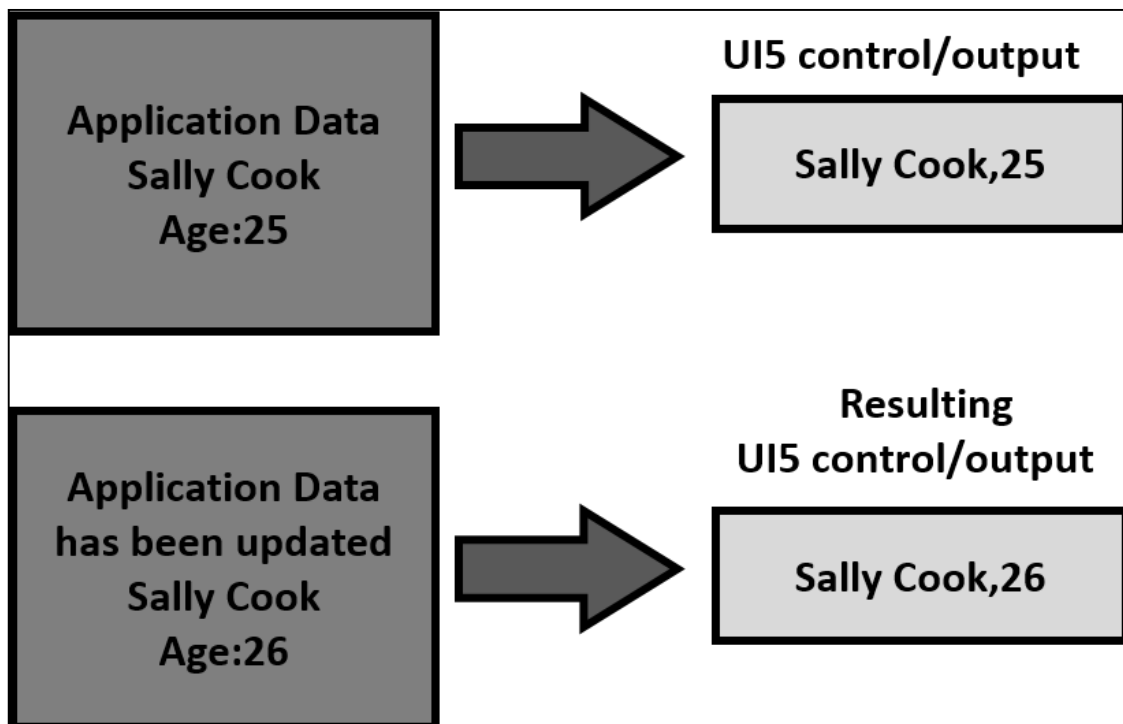 Application Data
Sally Cook
Age:25
UI5 control/output
Sally Cook,25
Application Data
has been updated
Sally Cook
Age:26
Resulting
UI5 control/output
Sally Cook,26